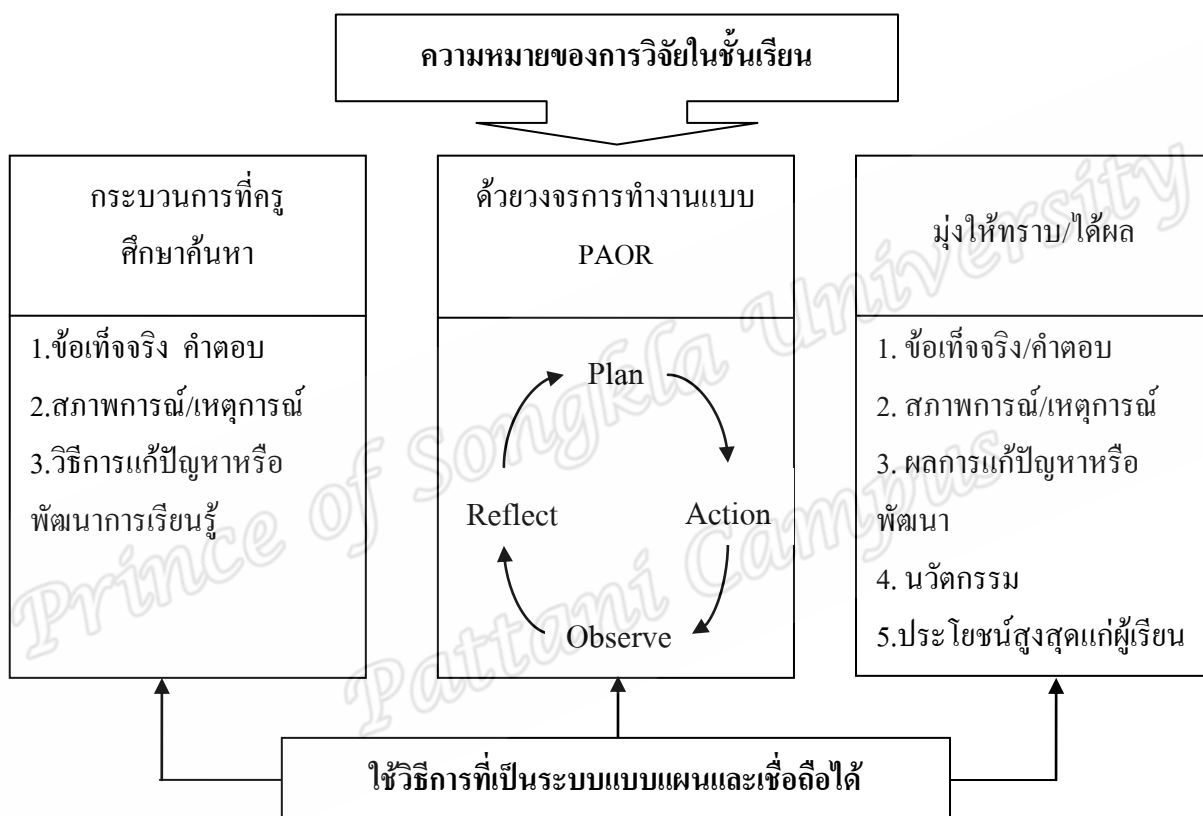 ความหมายของการวิจัยในชั้นเรียน
กระบวนการที่ครู
ศึกษาค้นหา
1.ข้อเท็จจริง คำตอบ
2.สภาพการณ์/เหตุการณ์
3.วิธีการแก้ปัญหาหรือ
พัฒนาการเรียนรู้
ด้วยวงจรการทำงานแบบ
PAOR
Plan
Action
Observe
Reflect
มุ่งให้ทราบ/ได้ผล
1. ข้อเท็จจริง/คำตอบ
2. สภาพการณ์/เหตุการณ์
3. ผลการแก้ปัญหาหรือ
พัฒนา
4. นวัตกรรม
5.ประโยชน์สูงสุดแก่ผู้เรียน
ใช้วิธีการที่เป็นระบบแบบแผนและเชื่อถือได้
Prince of Songkla University
Pattani Campus